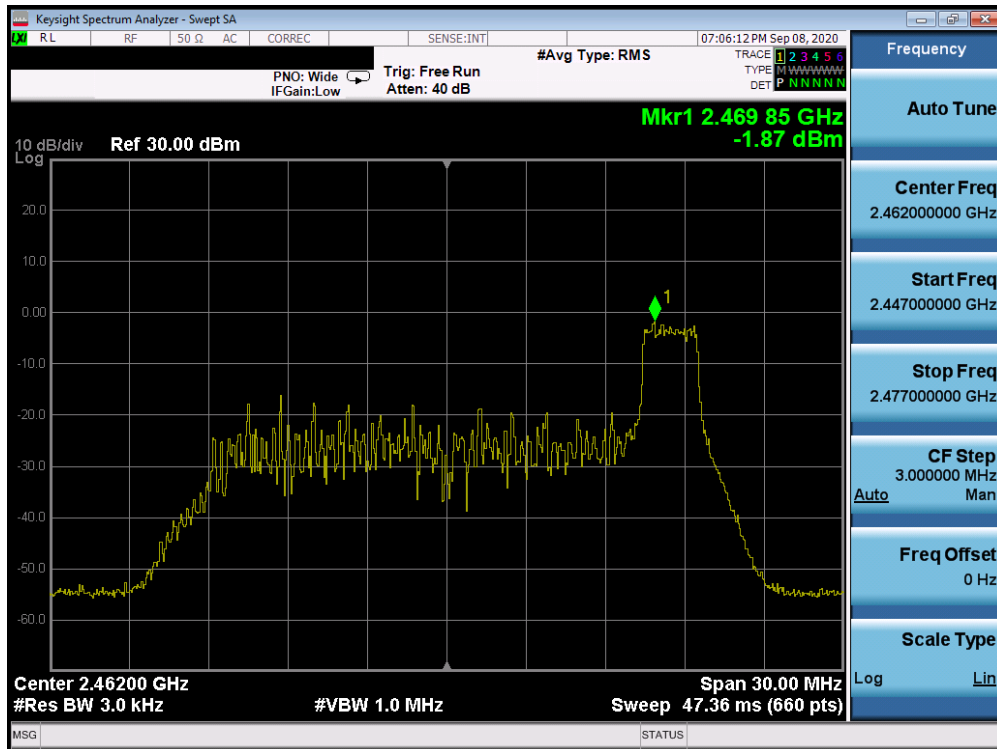 Keysight Spectrum Analyzer - Swept SA
LXI RL RF 50 Ω AC CORREC SENSE:INT 07:06:12 PM Sep 08, 2020
#Avg Type: RMS
TRACE 1 2 3 4 5 6
TYPE M WWWWW
DET P N N N N N
PNO: Wide
IFGain:Low
Trig: Free Run
Atten: 40 dB
Mkr1 2.469 85 GHz
-1.87 dBm
10 dB/div
Log
Ref 30.00 dBm
20.0
10.0
0.00
-10.0
-20.0
-30.0
-40.0
-50.0
-60.0
1
Center 2.46200 GHz
Span 30.00 MHz
#Res BW 3.0 kHz
#VBW 1.0 MHz
Sweep 47.36 ms (660 pts)
MSG
STATUS
Frequency
Auto Tune
Center Freq
2.462000000 GHz
Start Freq
2.447000000 GHz
Stop Freq
2.477000000 GHz
CF Step
3.000000 MHz
Auto Man
Freq Offset
0 Hz
Scale Type
Log Lin